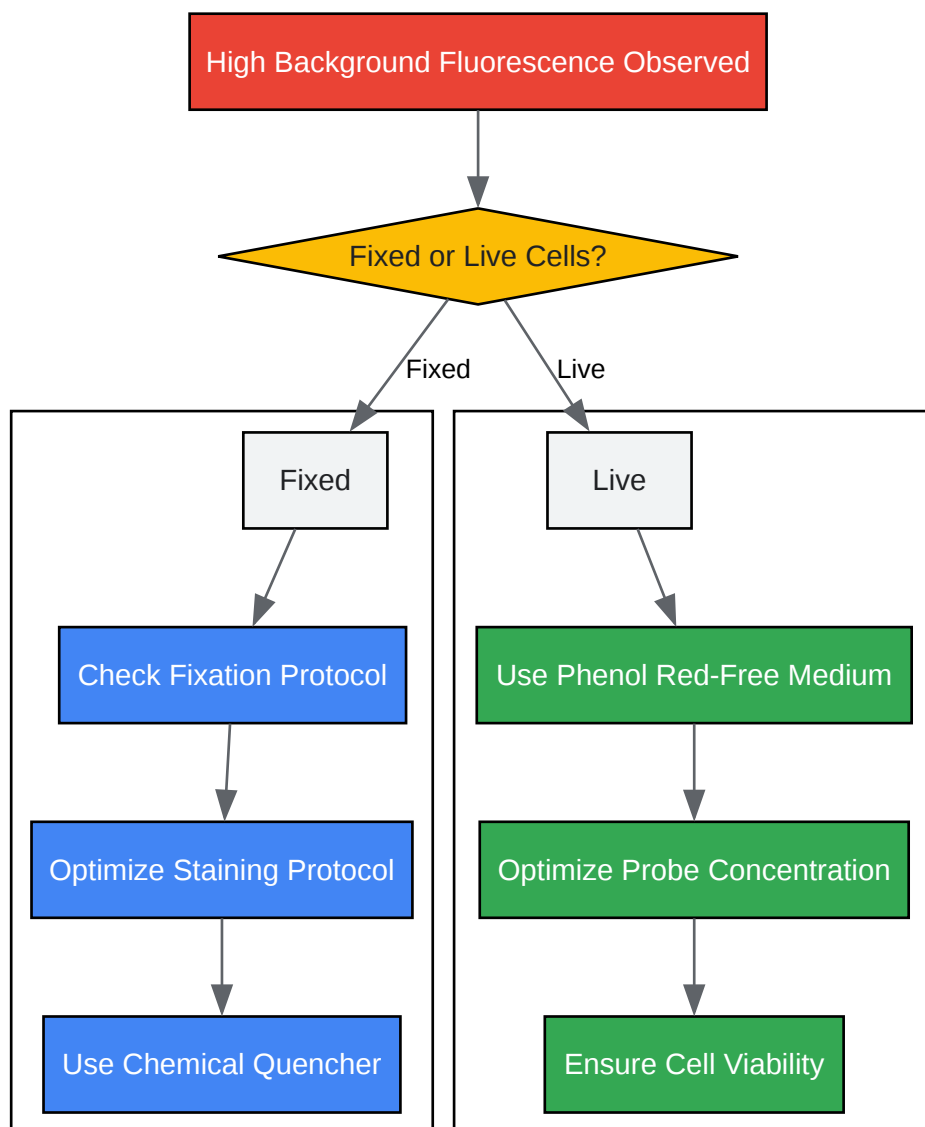 High Background Fluorescence Observed
Fixed or Live Cells?
Fixed
Live
Fixed
Live
Check Fixation Protocol
Use Phenol Red-Free Medium
Optimize Staining Protocol
Optimize Probe Concentration
Use Chemical Quencher
Ensure Cell Viability